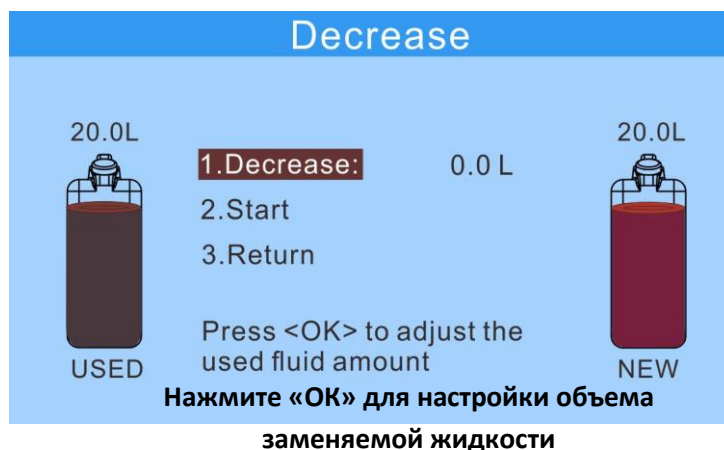 Decrease
20.0L
20.0L
1.Decrease: 0.0 L
2.Start
3.Return
Press <OK> to adjust the
used fluid amount
USED
NEW
Нажмите «ОК» для настройки объема
заменяемой жидкости